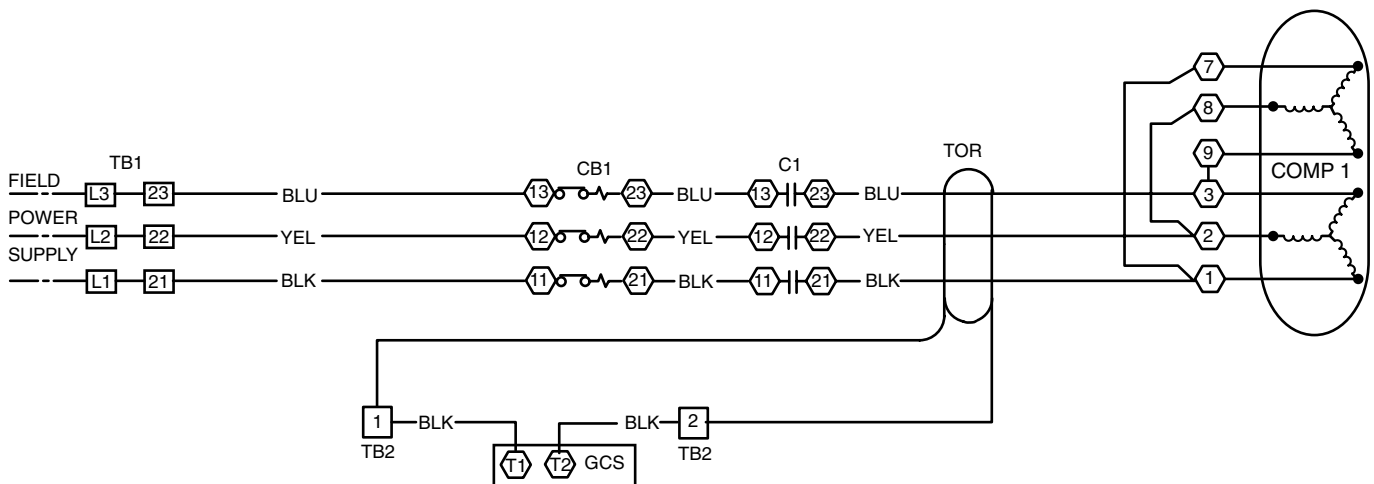 7
8
TB1 CB1 C1 TOR 9 COMP 1
FIELD L3 23 BLU 13 23 BLU 13 23 BLU 3
POWER L2 22 YEL 12 22 YEL 12 22 YEL 2
SUPPLY L1 21 BLK 11 21 BLK 11 21 BLK 1
1 BLK BLK 2
TB2 TB2
T1 T2 GCS